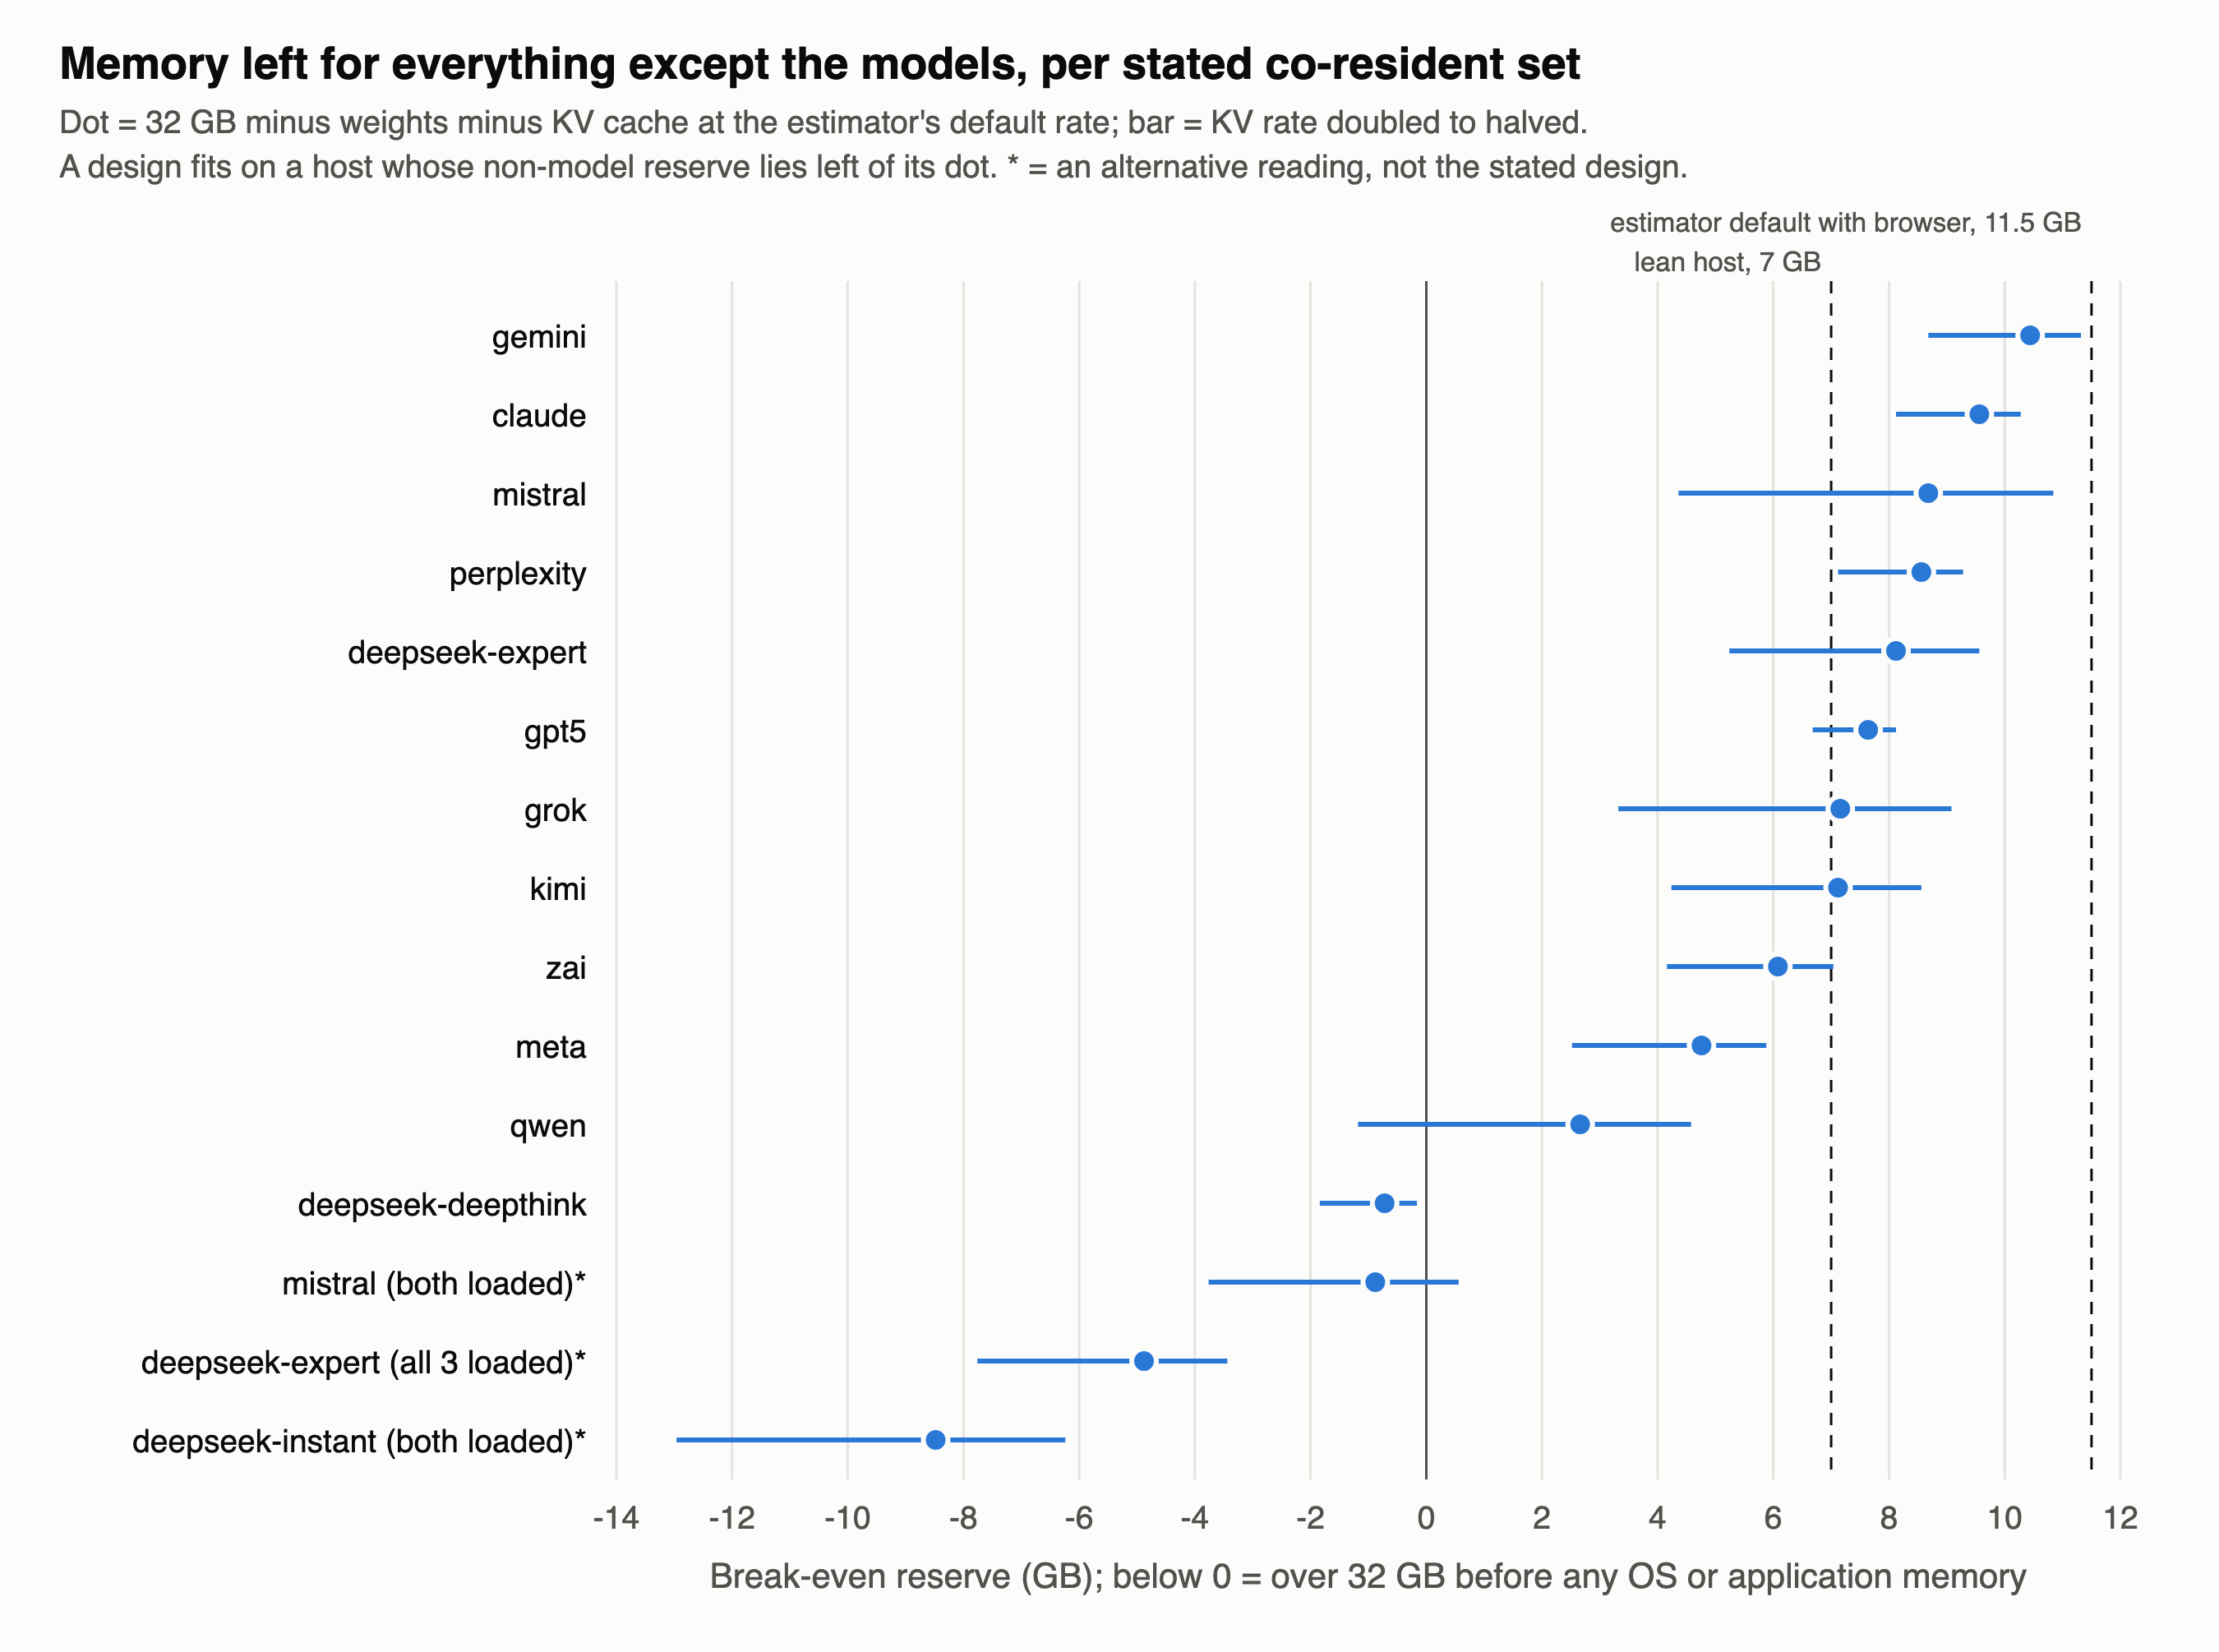 Memory left for everything except the models, per stated co-resident set
Dot = 32 GB minus weights minus KV cache at the estimator's default rate; bar = KV rate doubled to halved.
A design fits on a host whose non-model reserve lies left of its dot. * = an alternative reading, not the stated design.
estimator default with browser, 11.5 GB
lean host, 7 GB
gemini
claude
mistral
perplexity
deepseek-expert
gpt5
grok
kimi
zai
meta
qwen
deepseek-deepthink
mistral (both loaded)*
deepseek-expert (all 3 loaded)*
deepseek-instant (both loaded)*
-14 -12 -10 -8 -6 -4 -2 0 2 4 6 8 10 12
Break-even reserve (GB); below 0 = over 32 GB before any OS or application memory